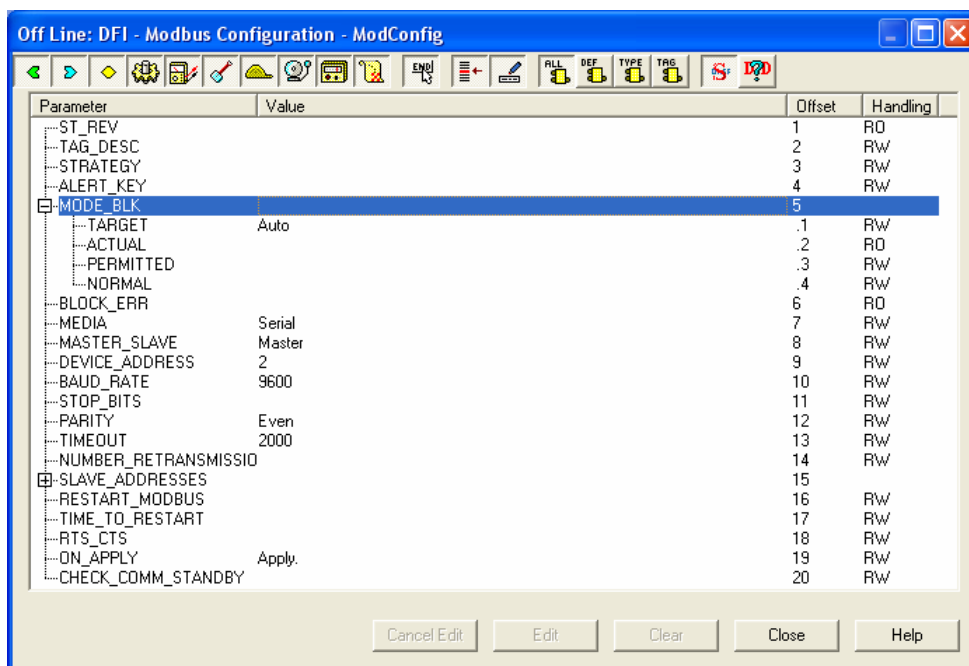 Off Line: DFI - Modbus Configuration - ModConfig
END ALL DEF TYPE TAG
Parameter Value Offset Handling
ST_REV 1 RO
TAG_DESC 2 RW
STRATEGY 3 RW
ALERT_KEY 4 RW
MODE_BLK 5
TARGET Auto .1 RW
ACTUAL .2 RO
PERMITTED .3 RW
NORMAL .4 RW
BLOCK_ERR 6 RO
MEDIA Serial 7 RW
MASTER_SLAVE Master 8 RW
DEVICE_ADDRESS 2 9 RW
BAUD_RATE 9600 10 RW
STOP_BITS 11 RW
PARITY Even 12 RW
TIMEOUT 2000 13 RW
NUMBER_RETRANSMISSIO 14 RW
SLAVE_ADDRESSES 15
RESTART_MODBUS 16 RW
TIME_TO_RESTART 17 RW
RTS_CTS 18 RW
ON_APPLY Apply. 19 RW
CHECK_COMM_STANDBY 20 RW
Cancel Edit Edit Clear Close Help